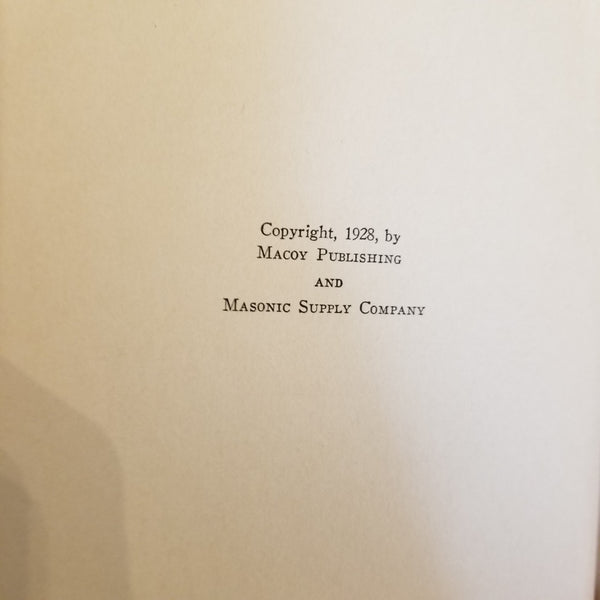 Copyright, 1928, by
Macoy Publishing
and
Masonic Supply Company